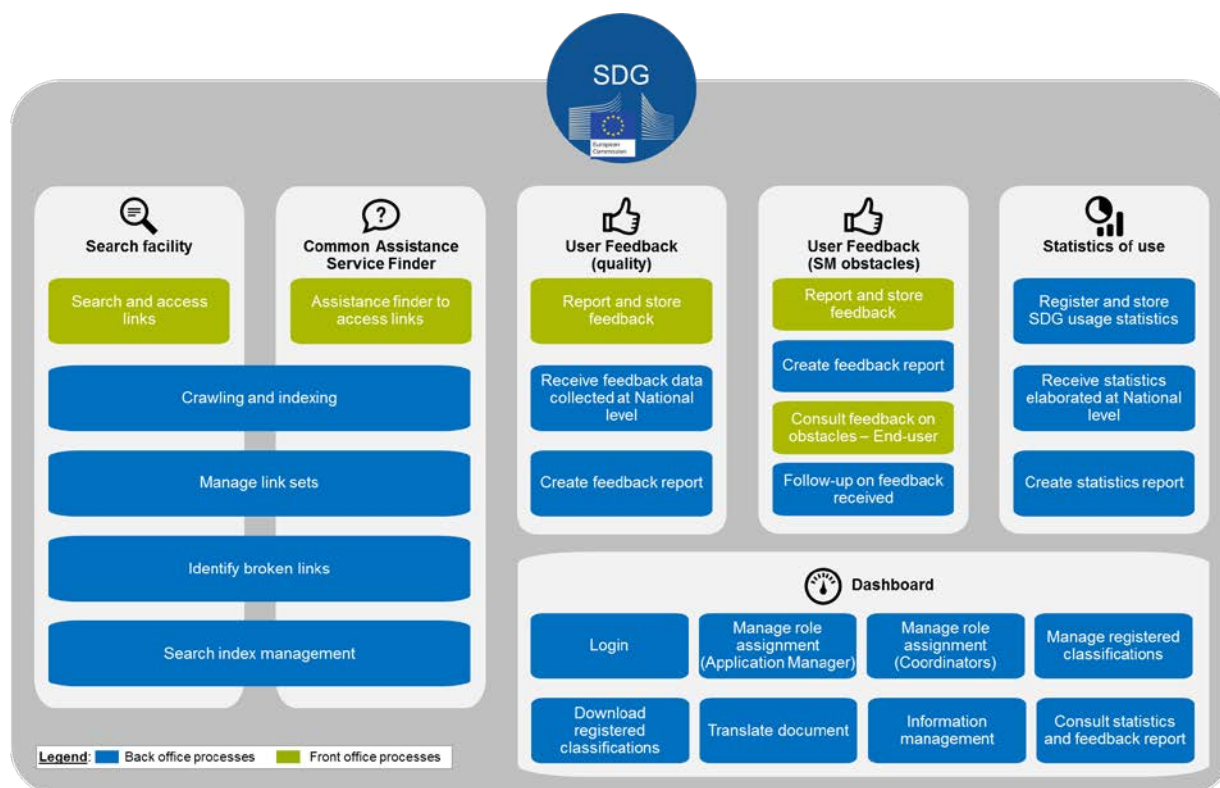 SDG
European
Commission
Search facility
Search and access
links
Common Assistance
Service Finder
Assistance finder to
access links
Crawling and indexing
Manage link sets
Identify broken links
Search index management
User Feedback
(quality)
Report and store
feedback
Receive feedback data
collected at National
level
Create feedback report
User Feedback
(SM obstacles)
Report and store
feedback
Create feedback report
Consult feedback on
obstacles – End-user
Follow-up on feedback
received
Statistics of use
Register and store
SDG usage statistics
Receive statistics
elaborated at National
level
Create statistics report
Dashboard
Login
Manage role
assignment
(Application Manager)
Manage role
assignment
(Coordinators)
Manage registered
classifications
Download
registered
classifications
Translate document
Information
management
Consult statistics
and feedback report
Legend: Back office processes Front office processes